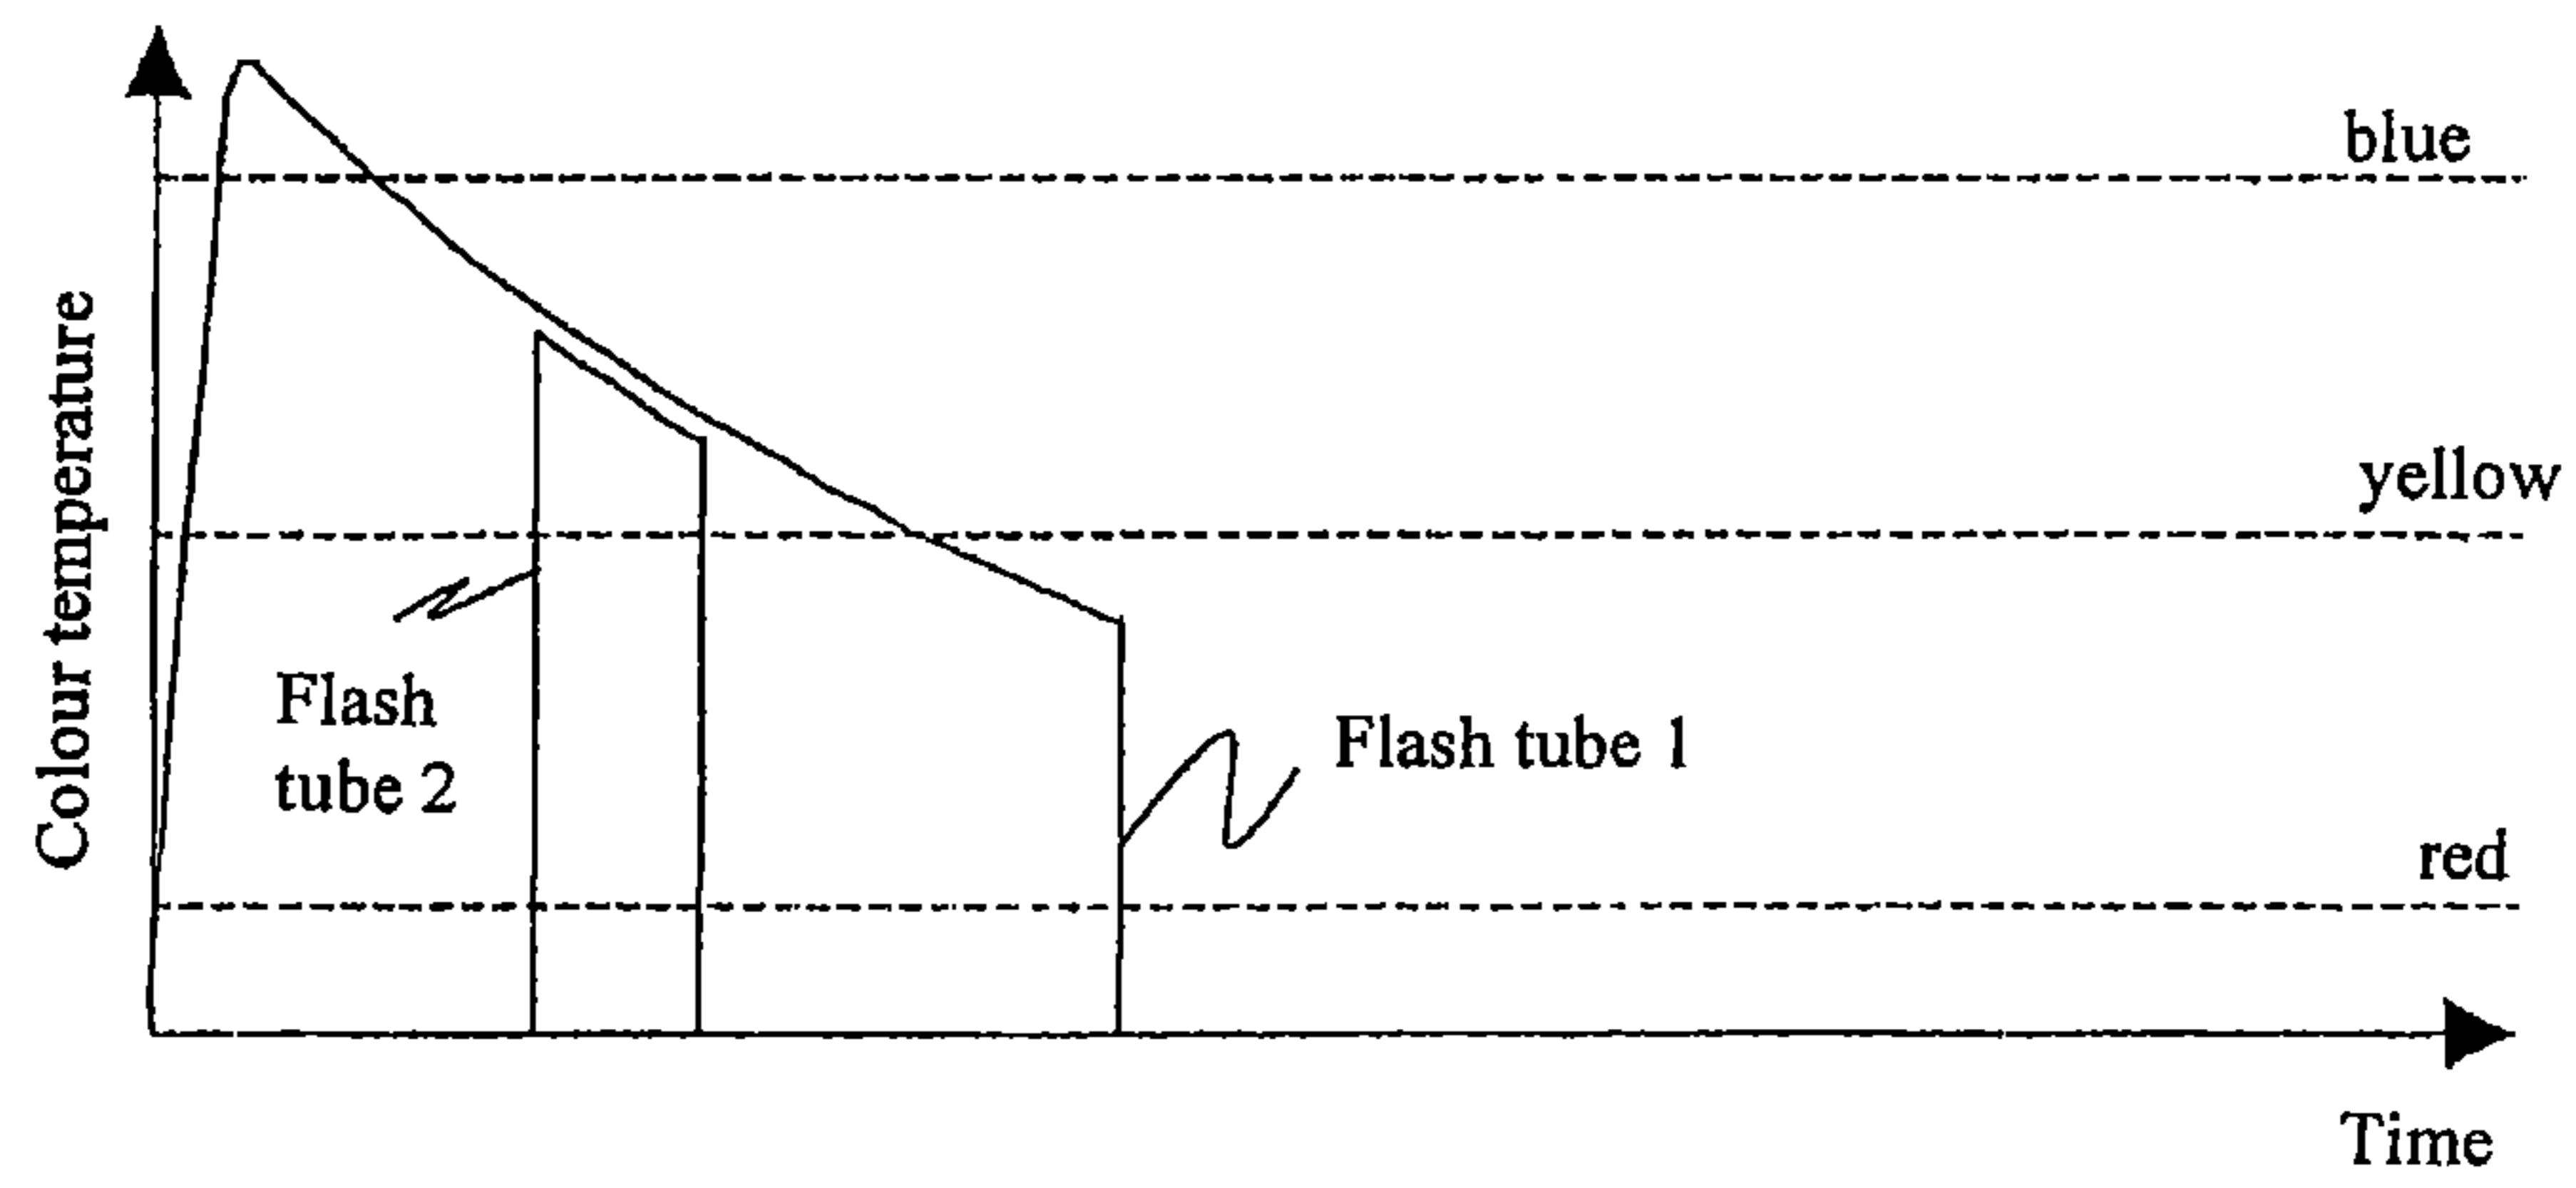 blue
Colour temperature
yellow
Flash
tube 2
Flash tube 1
red
Time